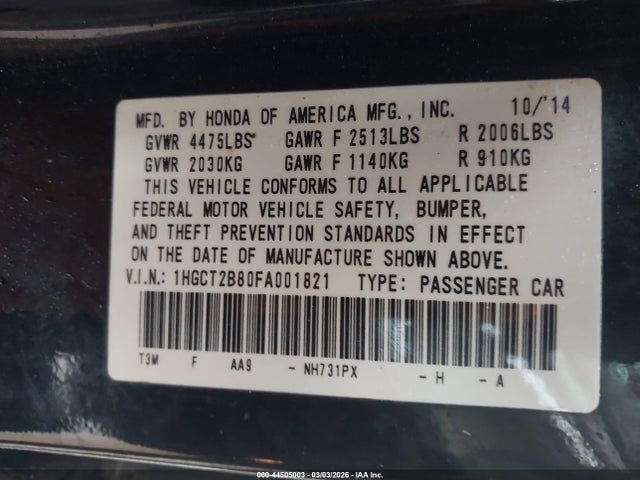 MFD. BY HONDA OF AMERICA MFG., INC. 10/'14
GVWR 4475LBS GAWR F 2513LBS R 2006LBS
GVWR 2030KG GAWR F 1140KG R 910KG
THIS VEHICLE CONFORMS TO ALL APPLICABLE
FEDERAL MOTOR VEHICLE SAFETY, BUMPER,
AND THEFT PREVENTION STANDARDS IN EFFECT
ON THE DATE OF MANUFACTURE SHOWN ABOVE.
V.I.N.: 1HGCT2B80FA001821 TYPE: PASSENGER CAR
T3M F AA9 - NH731PX - H - A
000-44505003 - 03/03/2026 - IAA Inc.